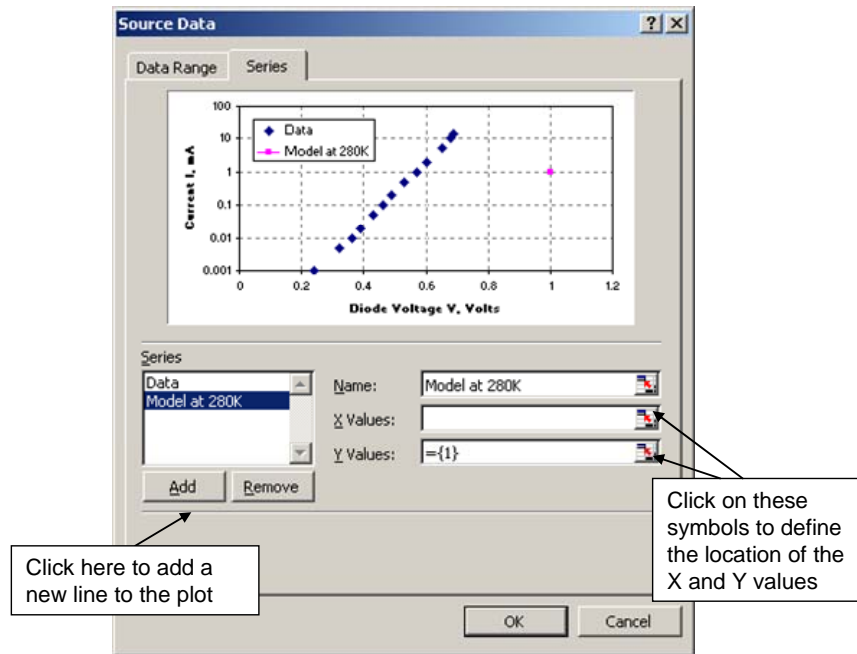 Source Data
Data Range
Series
100
10
1
0.1
0.01
0.001
Current I, mA
Data
Model at 280K
0
0.2
0.4
0.6
0.8
1
1.2
Diode Voltage V, Volts
Series
Data
Model at 280K
Name:
Model at 280K
X Values:
Y Values:
={1}
Add
Remove
Click on these
symbols to define
the location of the
X and Y values
Click here to add a
new line to the plot
OK
Cancel